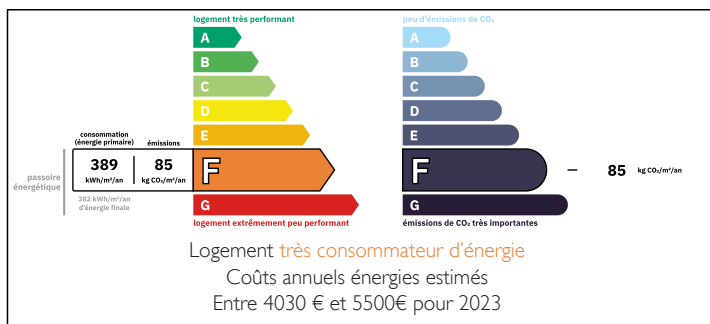 logement très performant
A
B
C
D
E
consommation
(énergie primaire)
émissions
389
kWh/m²/an
85
kg CO₂/m²/an
F
passoire
énergétique
382 kWh/m²/an
d'énergie finale
G
logement extrêmement peu performant
peu d'émissions de CO₂
A
B
C
D
E
F
85 kg CO₂/m²/an
G
émissions de CO₂ très importantes
Logement très consommateur d'énergie
Coûts annuels énergies estimés
Entre 4030 € et 5500€ pour 2023